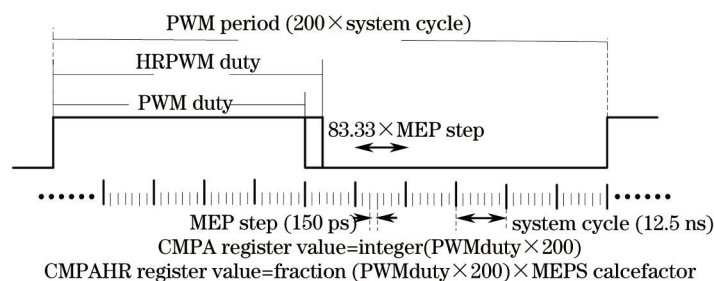 PWM period (200×system cycle)
HRPWM duty
PWM duty
83.33×MEP step
MEP step (150 ps)
system cycle (12.5 ns)
CMPA register value=integer(PWMduty×200)
CMPAHR register value=fraction (PWMduty×200)×MEPS calcefactor